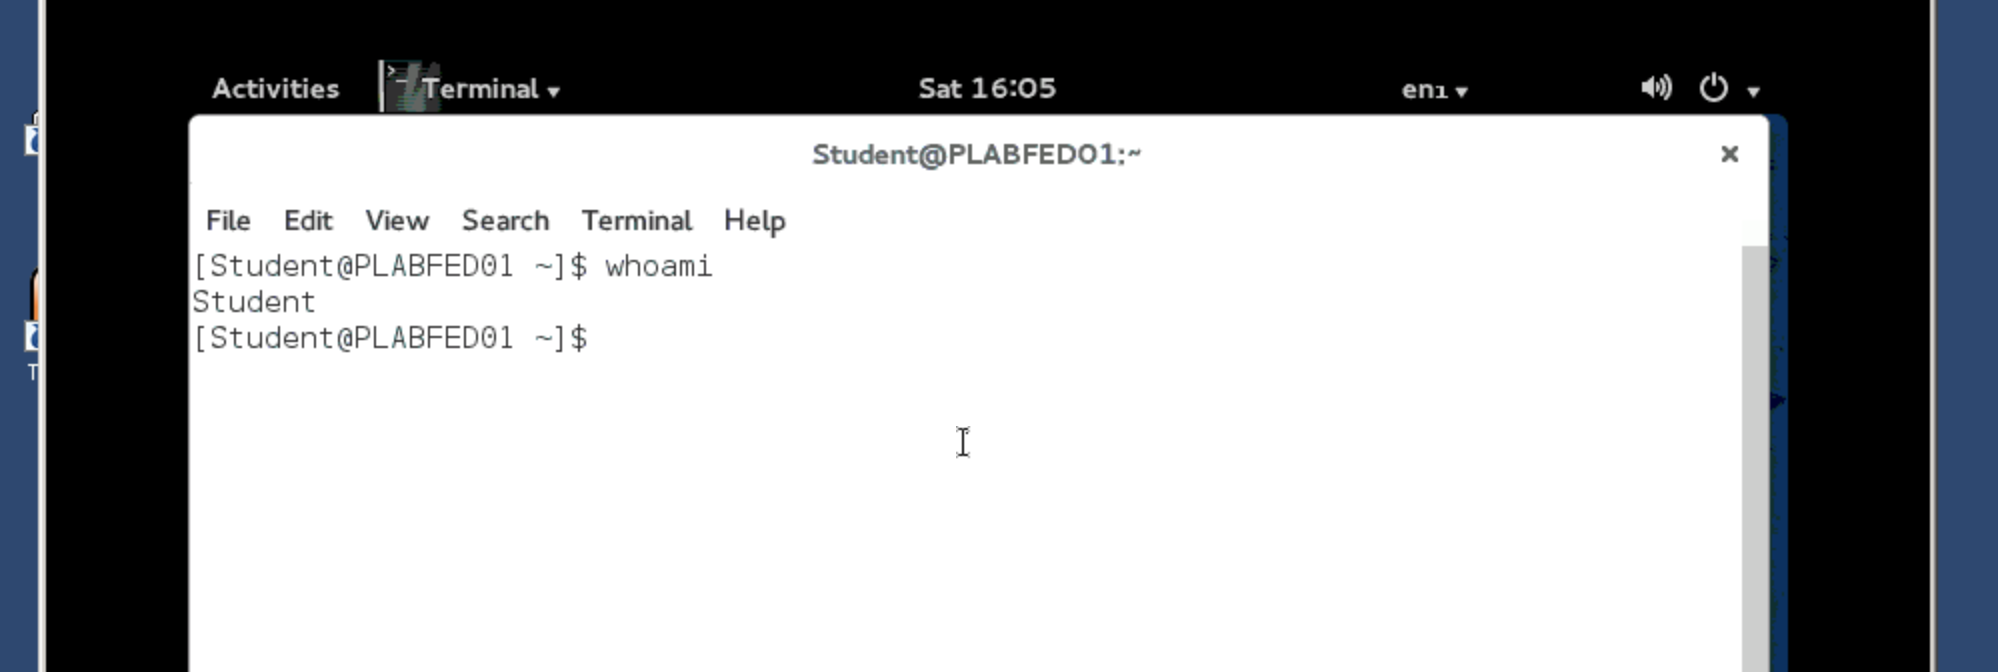 Activities Terminal Sat 16:05 en1
Student@PLABFED01:~ ×
File Edit View Search Terminal Help
[Student@PLABFED01 ~]$ whoami
Student
[Student@PLABFED01 ~]$
T